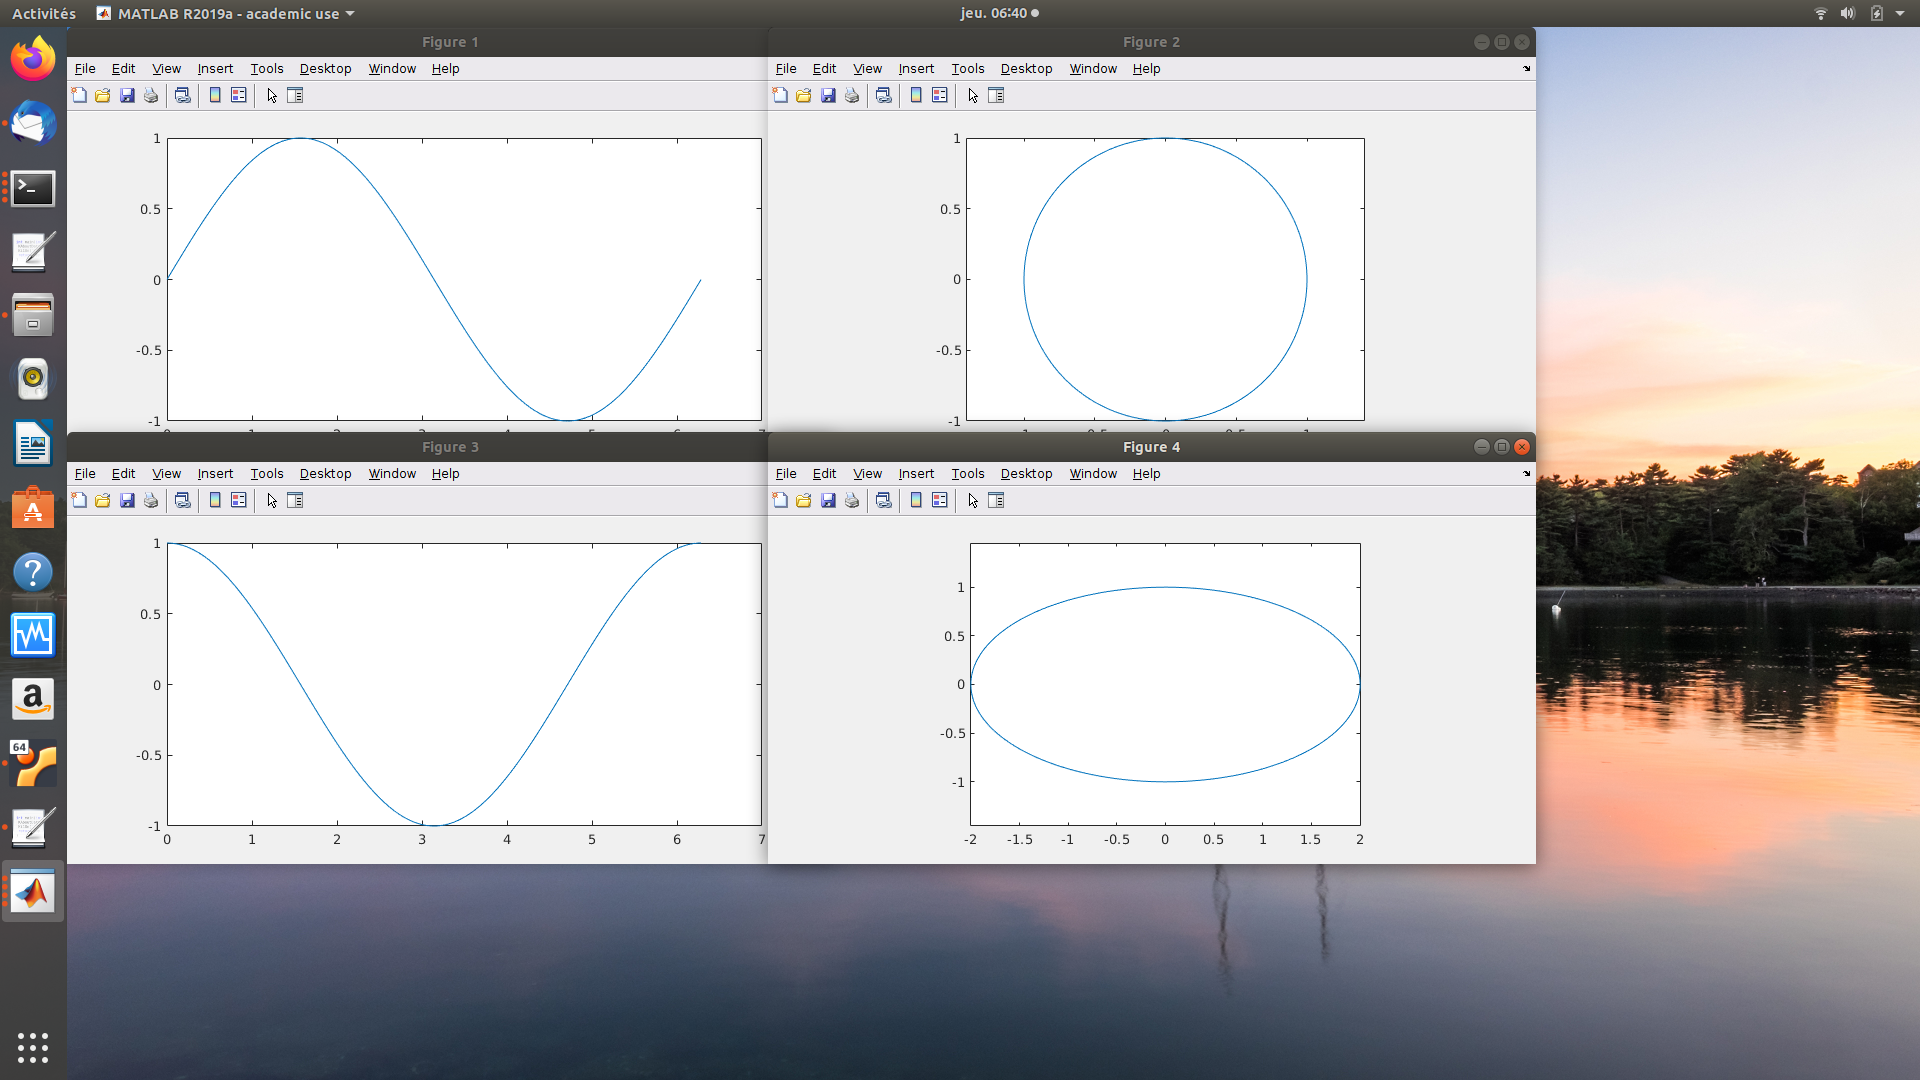 Activités MATLAB R2019a - academic use jeu. 06:40
Figure 1
File Edit View Insert Tools Desktop Window Help
1
0.5
0
-0.5
-1
Figure 2
File Edit View Insert Tools Desktop Window Help
1
0.5
0
-0.5
-1
Figure 3
File Edit View Insert Tools Desktop Window Help
1
0.5
0
-0.5
-1
0 1 2 3 4 5 6 7
Figure 4
File Edit View Insert Tools Desktop Window Help
1
0.5
0
-0.5
-1
-2 -1.5 -1 -0.5 0 0.5 1 1.5 2
64